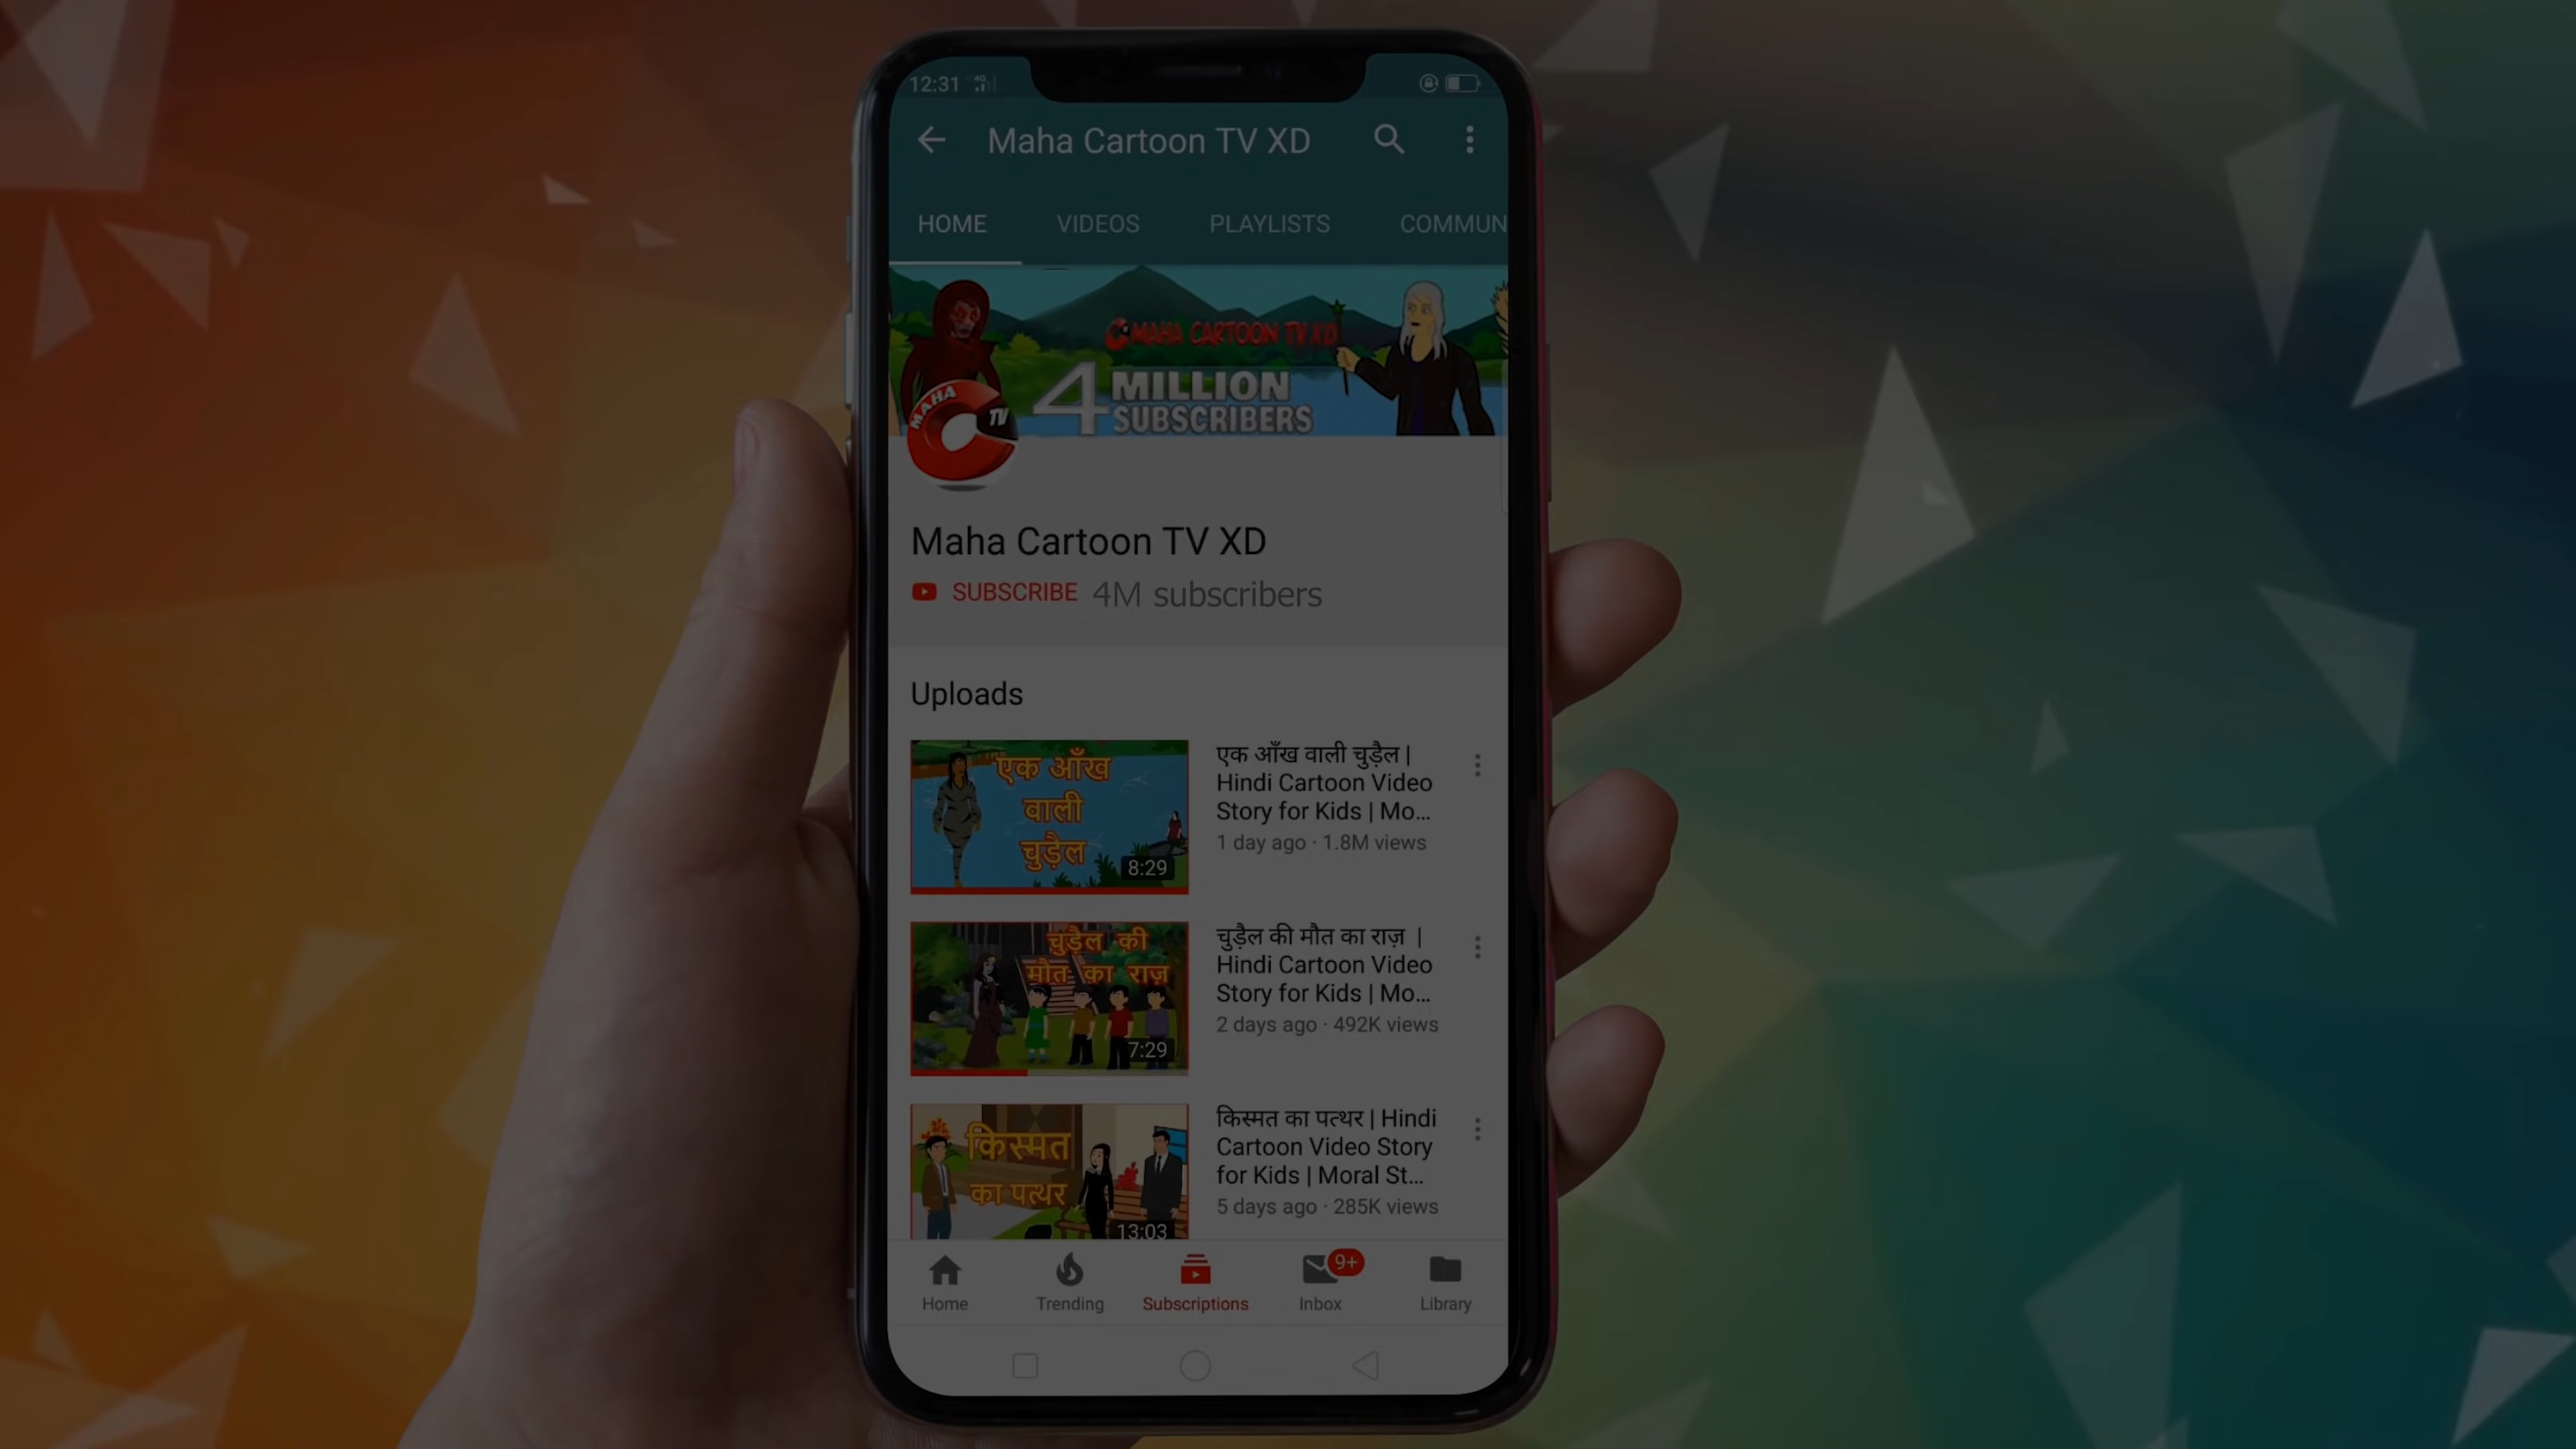 12:31 4G
Maha Cartoon TV XD
HOME VIDEOS PLAYLISTS COMMUN
MAHA CARTOON TV XD
4 MILLION
SUBSCRIBERS
MAHA TV
Maha Cartoon TV XD
SUBSCRIBE 4M subscribers
Uploads
एक आँख
वाली
चुड़ैल
8:29
एक आँख वाली चुड़ैल |
Hindi Cartoon Video
Story for Kids | Mo...
1 day ago · 1.8M views
चुड़ैल की
मौत का राज़
7:29
चुड़ैल की मौत का राज़ |
Hindi Cartoon Video
Story for Kids | Mo...
2 days ago · 492K views
किस्मत
का पत्थर
13:03
किस्मत का पत्थर | Hindi
Cartoon Video Story
for Kids | Moral St...
5 days ago · 285K views
9+
Home Trending Subscriptions Inbox Library